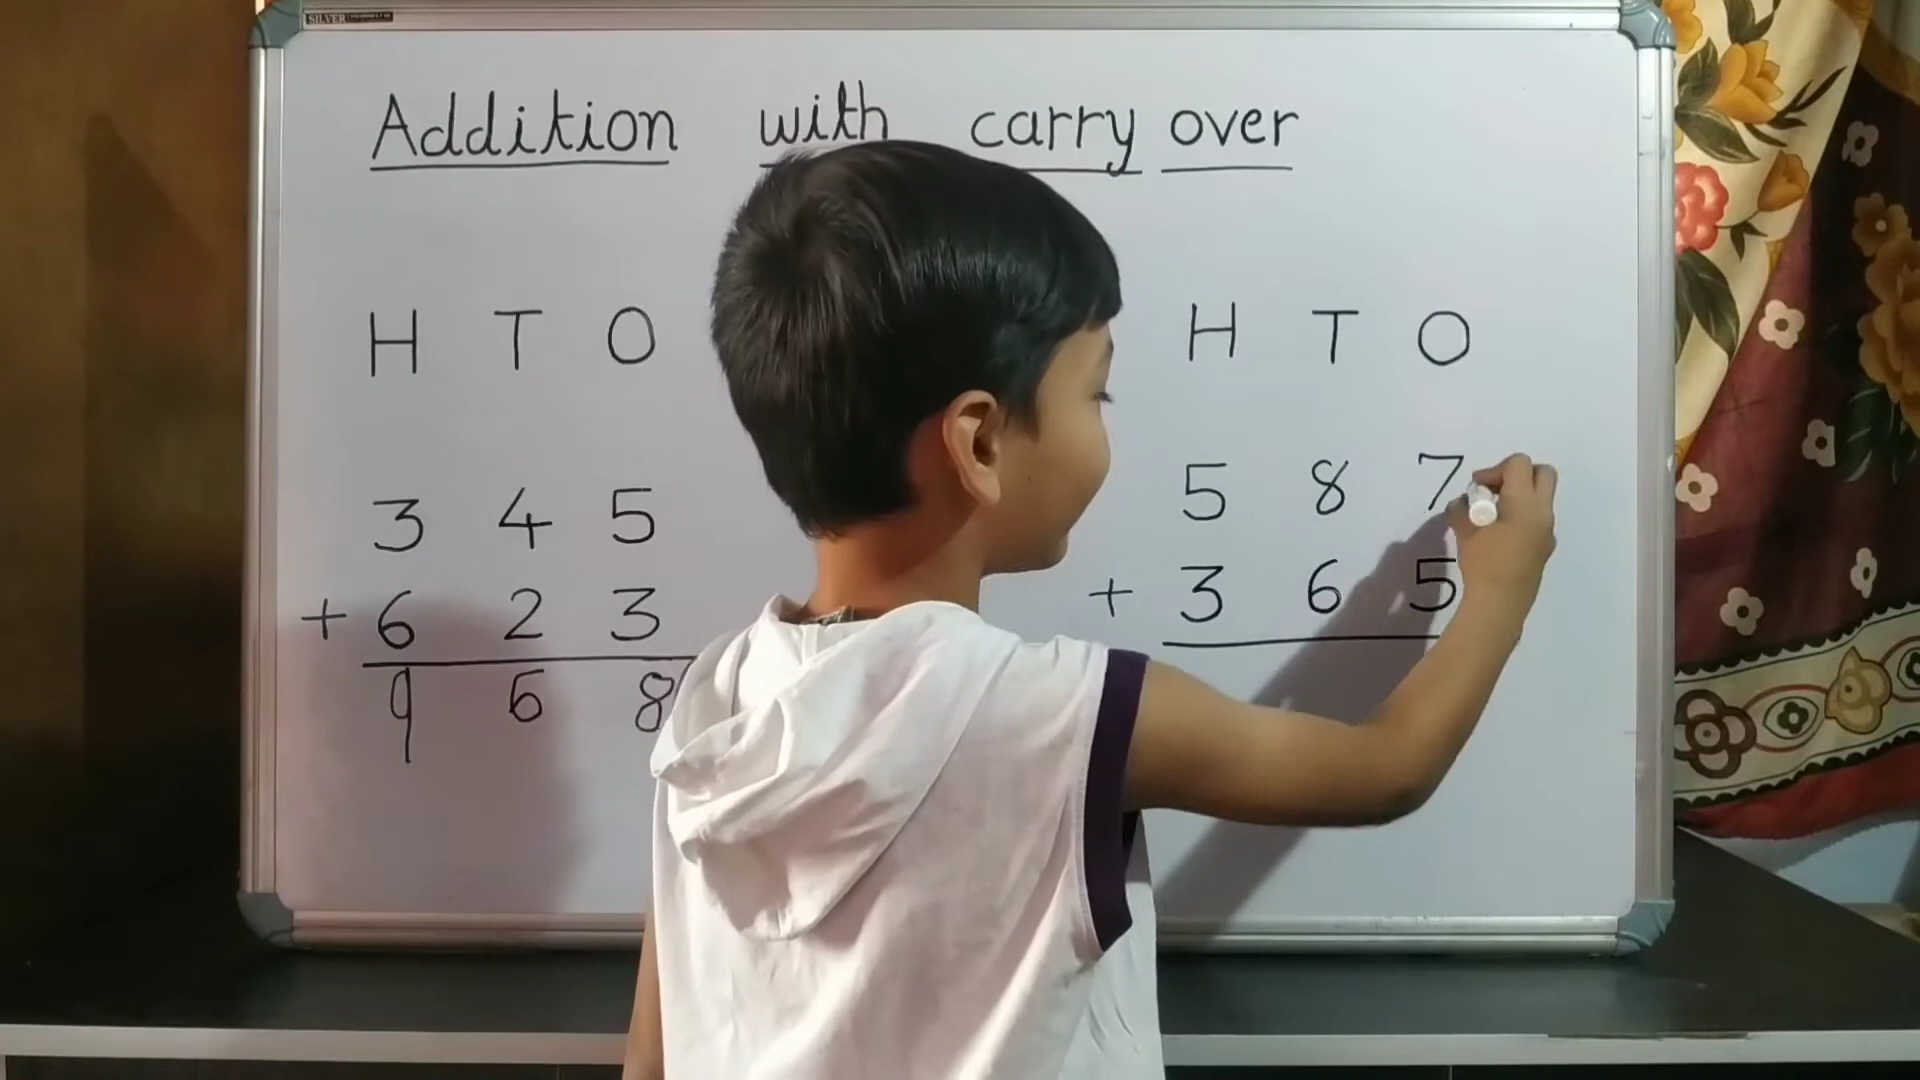 SILVER
Addition with carry over
H T O
3 4 5
+ 6 2 3
9 6 8
H T O
5 8 7
+ 3 6 5